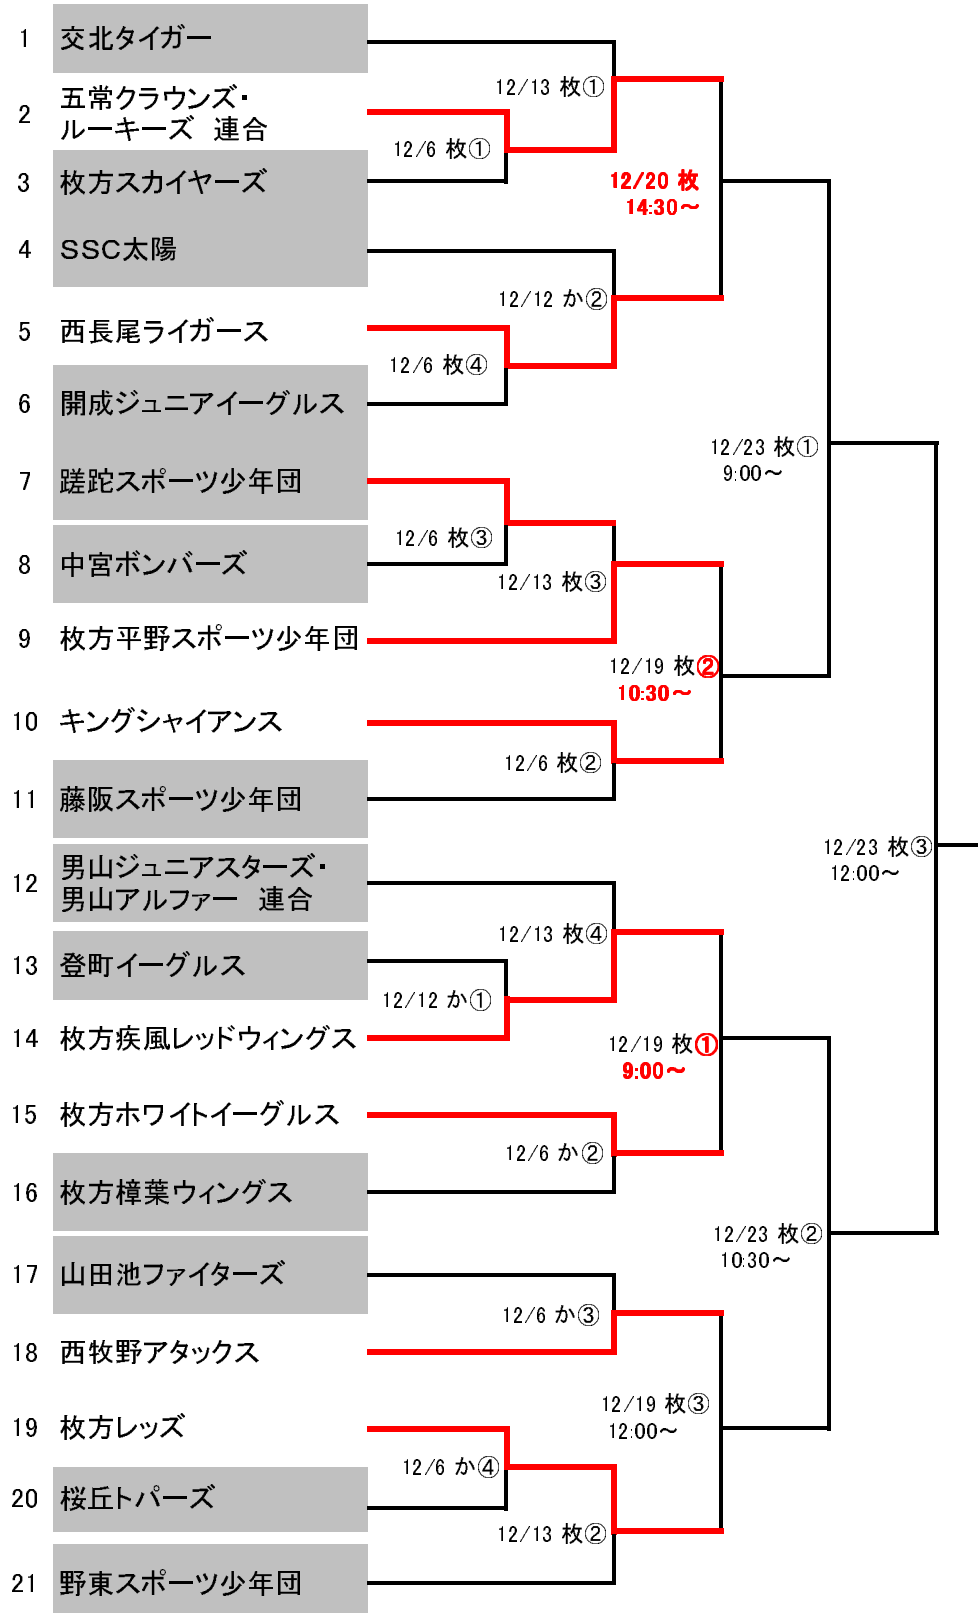 1 交北タイガー
12/13 枚①
2 五常クラウンズ・
ルーキーズ 連合
12/6 枚①
3 枚方スカイヤーズ
12/20 枚
14:30～
4 SSC太陽
12/12 か②
5 西長尾ライガース
12/6 枚④
6 開成ジュニアイーグルス
12/23 枚①
9:00～
7 蹉跎スポーツ少年団
12/6 枚③
8 中宮ボンバーズ
12/13 枚③
9 枚方平野スポーツ少年団
12/19 枚②
10:30～
10 キングシャイアンス
12/6 枚②
11 藤阪スポーツ少年団
12/23 枚③
12:00～
12 男山ジュニアスターズ・
男山アルファー 連合
12/13 枚④
13 登町イーグルス
12/12 か①
14 枚方疾風レッドウィングス
12/19 枚①
9:00～
15 枚方ホワイトイーグルス
12/6 か②
16 枚方樟葉ウィングス
12/23 枚②
10:30～
17 山田池ファイターズ
12/6 か③
18 西牧野アタックス
12/19 枚③
12:00～
19 枚方レッズ
12/6 か④
20 桜丘トパーズ
12/13 枚②
21 野東スポーツ少年団